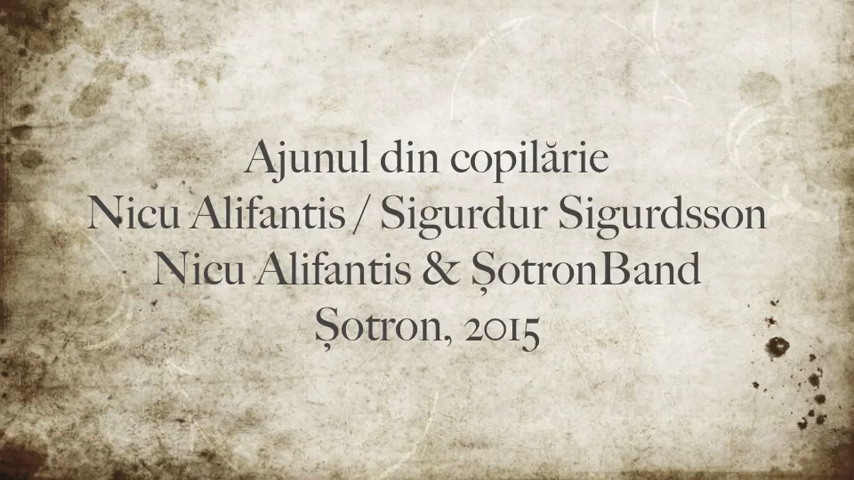 Ajunul din copilărie
Nicu Alifantis / Sigurdur Sigurdsson
Nicu Alifantis & ȘotronBand
Șotron, 2015